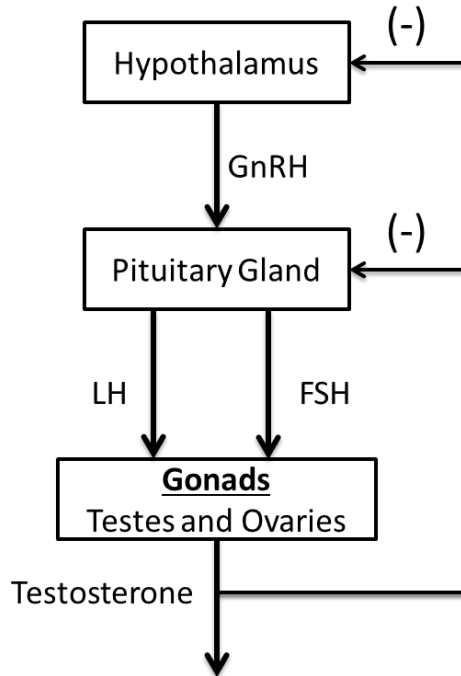 (-)
Hypothalamus
GnRH
(-)
Pituitary Gland
LH
FSH
Gonads
Testes and Ovaries
Testosterone